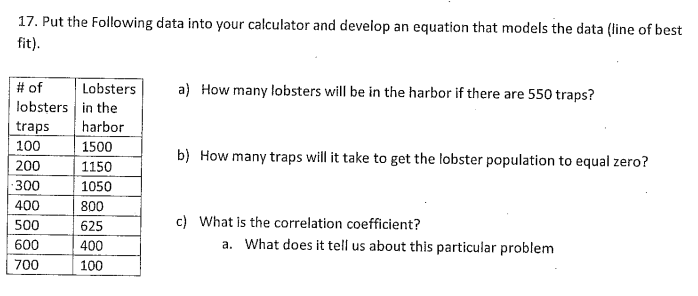 17. Put the Following data into your calculator and develop an equation that models the data (line of best
fit).
# of lobsters traps | Lobsters in the harbor
100 | 1500
200 | 1150
300 | 1050
400 | 800
500 | 625
600 | 400
700 | 100
a) How many lobsters will be in the harbor if there are 550 traps?
b) How many traps will it take to get the lobster population to equal zero?
c) What is the correlation coefficient?
a. What does it tell us about this particular problem